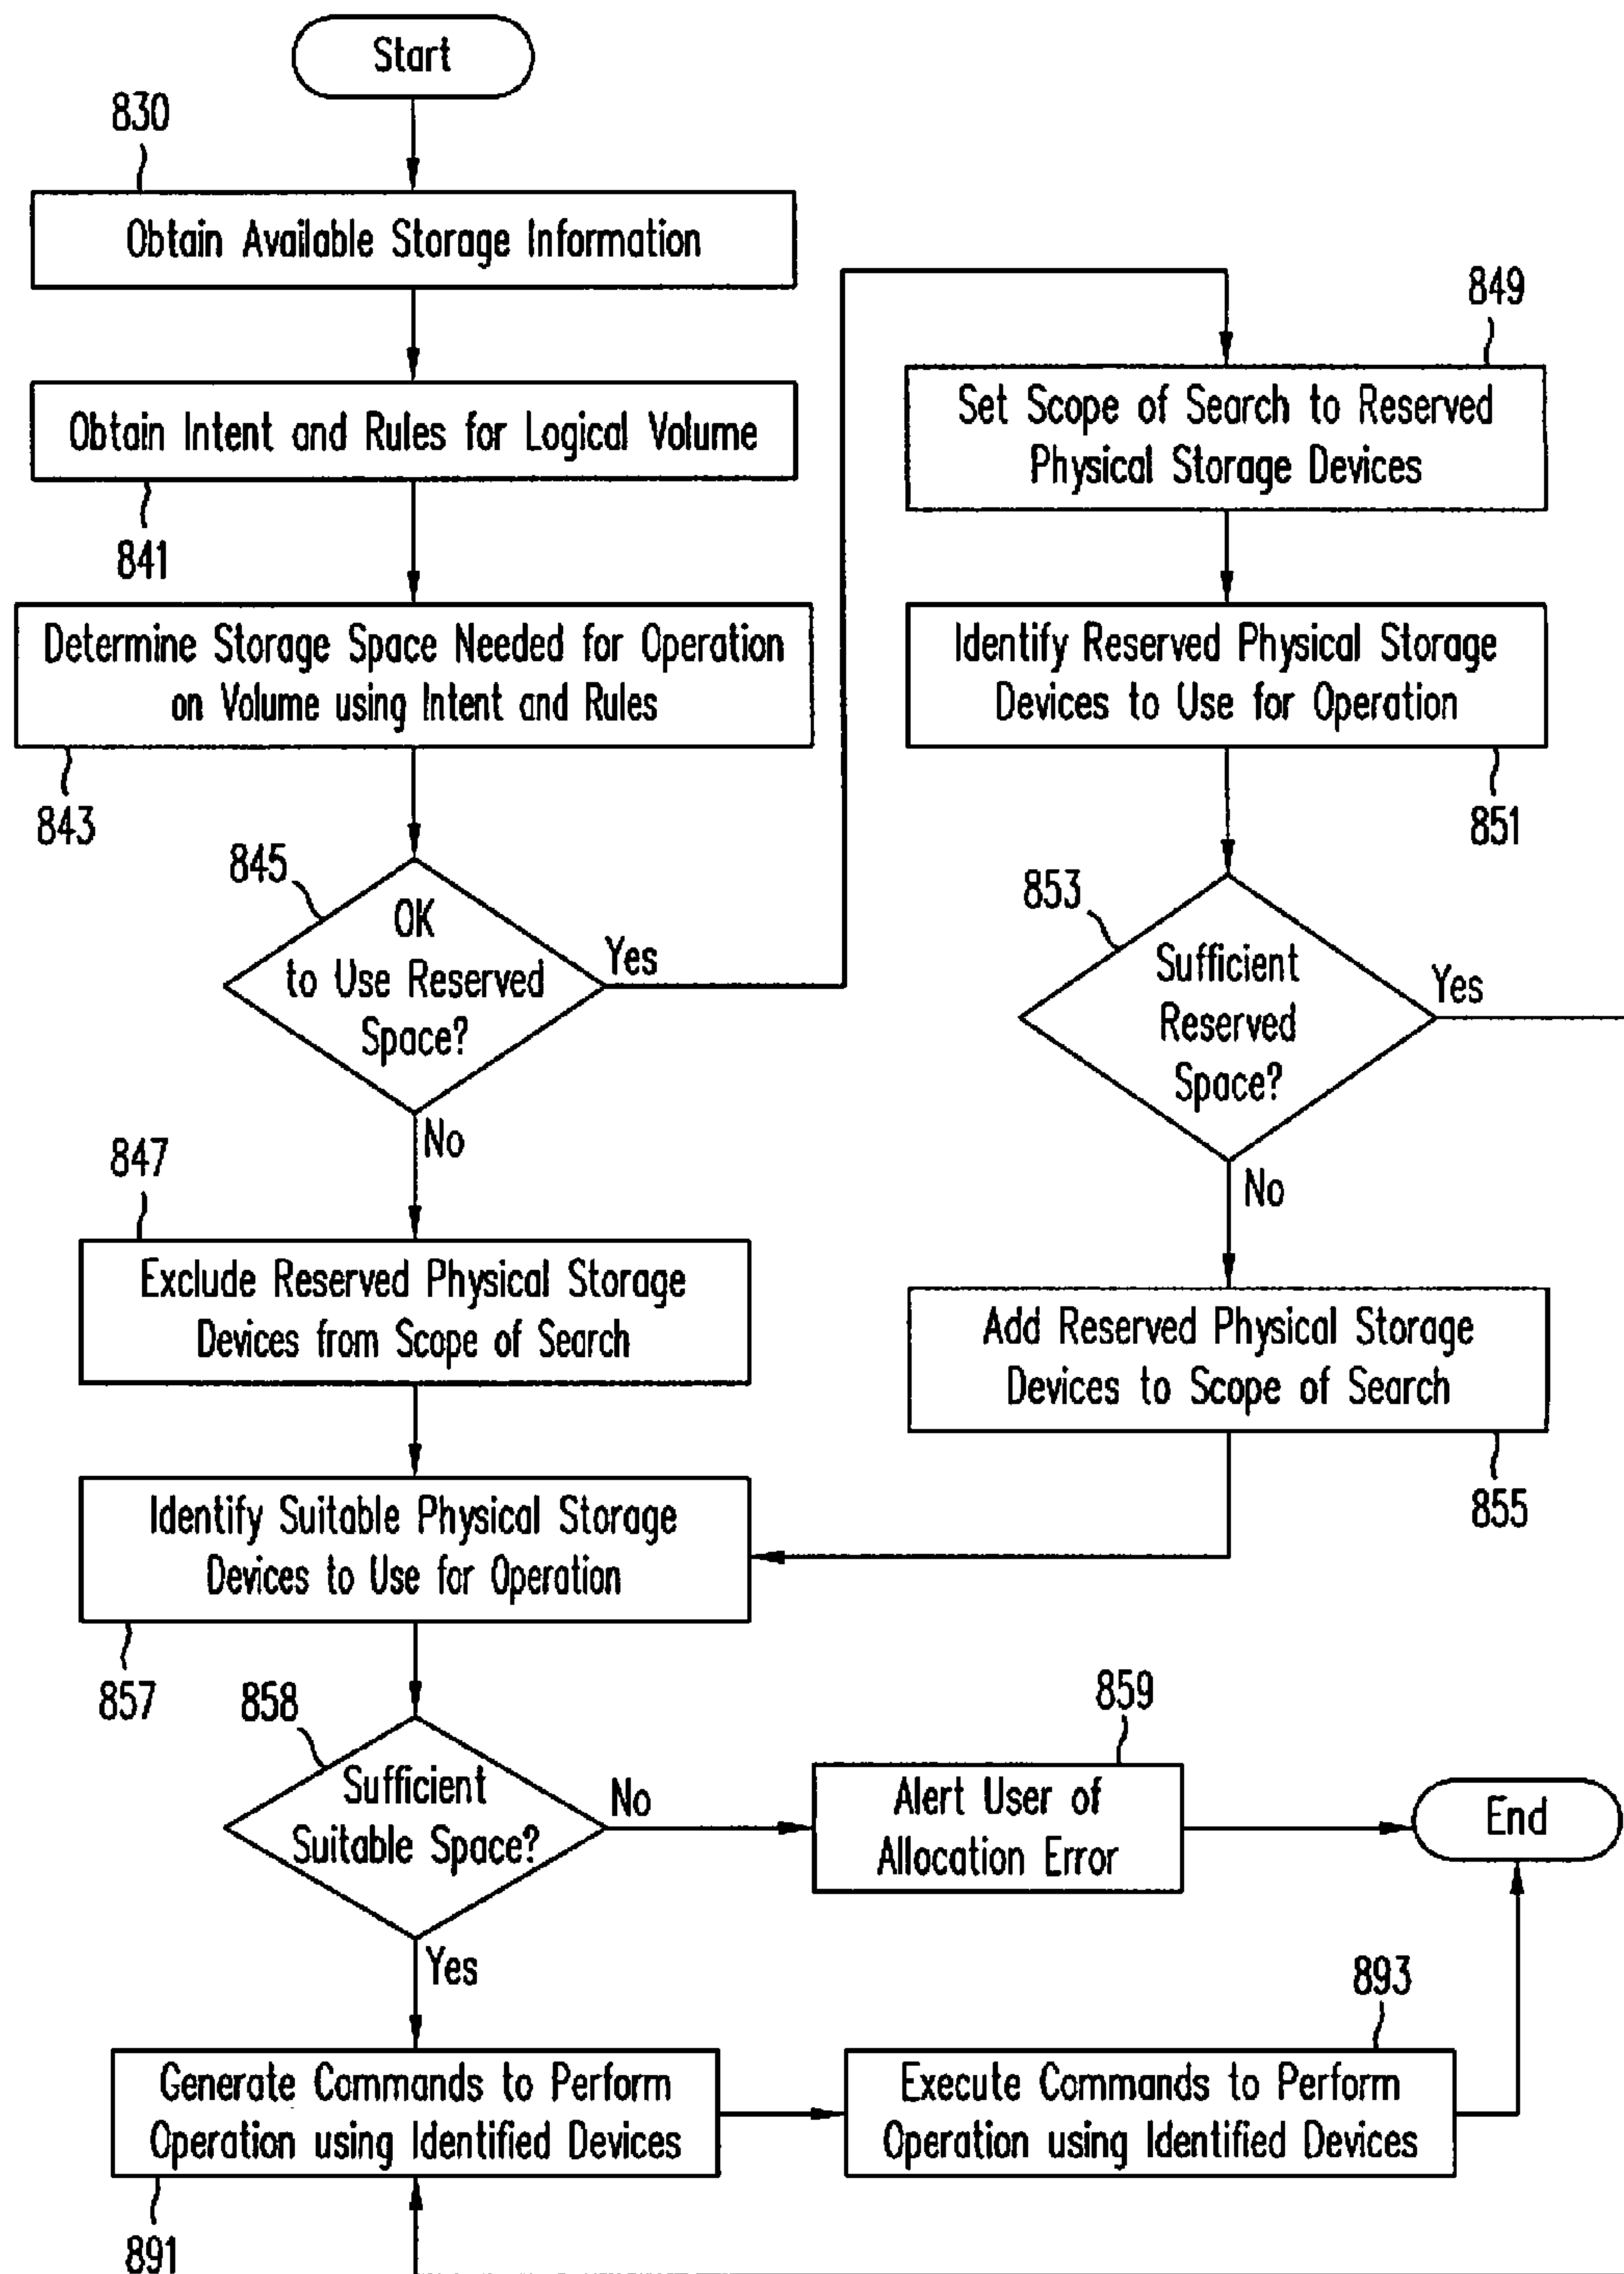 Start
830
Obtain Available Storage Information
Obtain Intent and Rules for Logical Volume
841
Determine Storage Space Needed for Operation
on Volume using Intent and Rules
843
845
OK
to Use Reserved
Space?
Yes
No
847
Exclude Reserved Physical Storage
Devices from Scope of Search
849
Set Scope of Search to Reserved
Physical Storage Devices
Identify Reserved Physical Storage
Devices to Use for Operation
851
853
Sufficient
Reserved
Space?
Yes
No
Add Reserved Physical Storage
Devices to Scope of Search
855
Identify Suitable Physical Storage
Devices to Use for Operation
857
858
Sufficient
Suitable Space?
No
859
Alert User of
Allocation Error
End
Yes
Generate Commands to Perform
Operation using Identified Devices
891
893
Execute Commands to Perform
Operation using Identified Devices